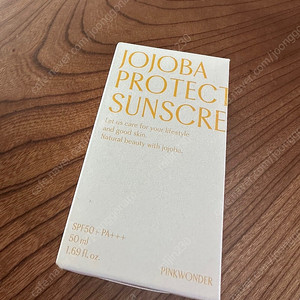 JOJOBA
PROTECT
SUNSCRE
Let us care for your lifestyle
and good skin.
Natural beauty with jojoba.
SPF50+ PA+++
50 ml
1.69 fl. oz.
PINKWONDER